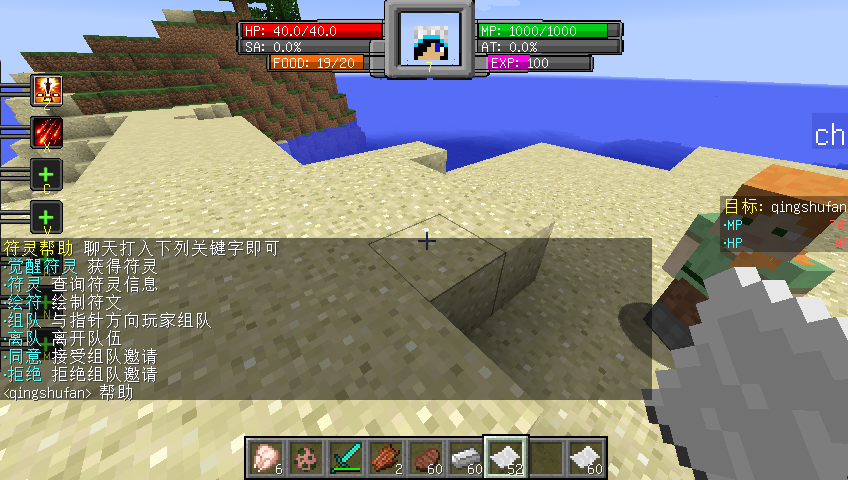 HP: 40.0/40.0
MP: 1000/1000
SA: 0.0%
AT: 0.0%
FOOD: 19/20
7
EXP: 100
Z
X
C
V
ch
目标: qingshufan
·MP
·HP
符灵帮助 聊天打入下列关键字即可
·觉醒符灵 获得符灵
·符灵 查询符灵信息
·绘符 绘制符文
·组队 与指针方向玩家组队
·离队 离开队伍
·同意 接受组队邀请
·拒绝 拒绝组队邀请
<qingshufan> 帮助
6
2
60
60
52
60